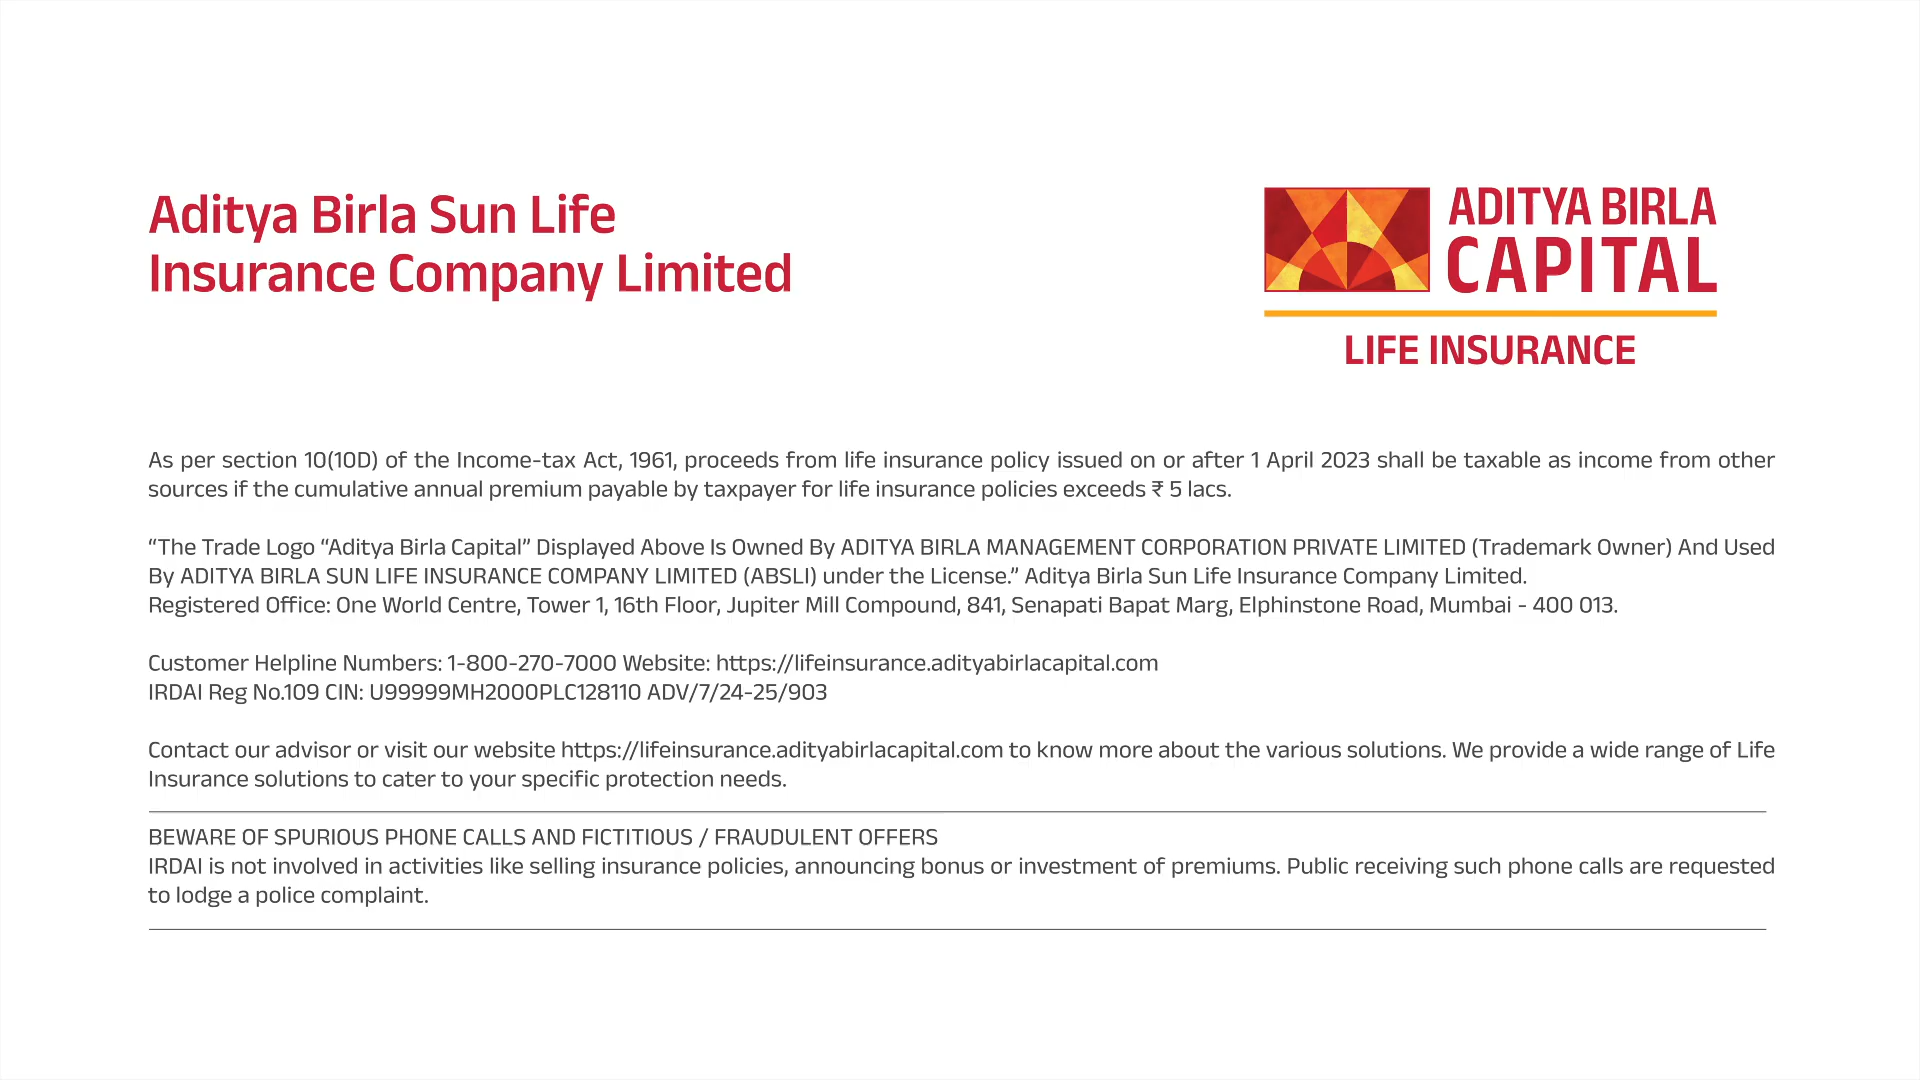 Aditya Birla Sun Life
Insurance Company Limited
ADITYA BIRLA
CAPITAL
LIFE INSURANCE
As per section 10(10D) of the Income-tax Act, 1961, proceeds from life insurance policy issued on or after 1 April 2023 shall be taxable as income from other
sources if the cumulative annual premium payable by taxpayer for life insurance policies exceeds ₹ 5 lacs.
“The Trade Logo “Aditya Birla Capital” Displayed Above Is Owned By ADITYA BIRLA MANAGEMENT CORPORATION PRIVATE LIMITED (Trademark Owner) And Used
By ADITYA BIRLA SUN LIFE INSURANCE COMPANY LIMITED (ABSLI) under the License.” Aditya Birla Sun Life Insurance Company Limited.
Registered Office: One World Centre, Tower 1, 16th Floor, Jupiter Mill Compound, 841, Senapati Bapat Marg, Elphinstone Road, Mumbai - 400 013.
Customer Helpline Numbers: 1-800-270-7000 Website: https://lifeinsurance.adityabirlacapital.com
IRDAI Reg No.109 CIN: U99999MH2000PLC128110 ADV/7/24-25/903
Contact our advisor or visit our website https://lifeinsurance.adityabirlacapital.com to know more about the various solutions. We provide a wide range of Life
Insurance solutions to cater to your specific protection needs.
BEWARE OF SPURIOUS PHONE CALLS AND FICTITIOUS / FRAUDULENT OFFERS
IRDAI is not involved in activities like selling insurance policies, announcing bonus or investment of premiums. Public receiving such phone calls are requested
to lodge a police complaint.